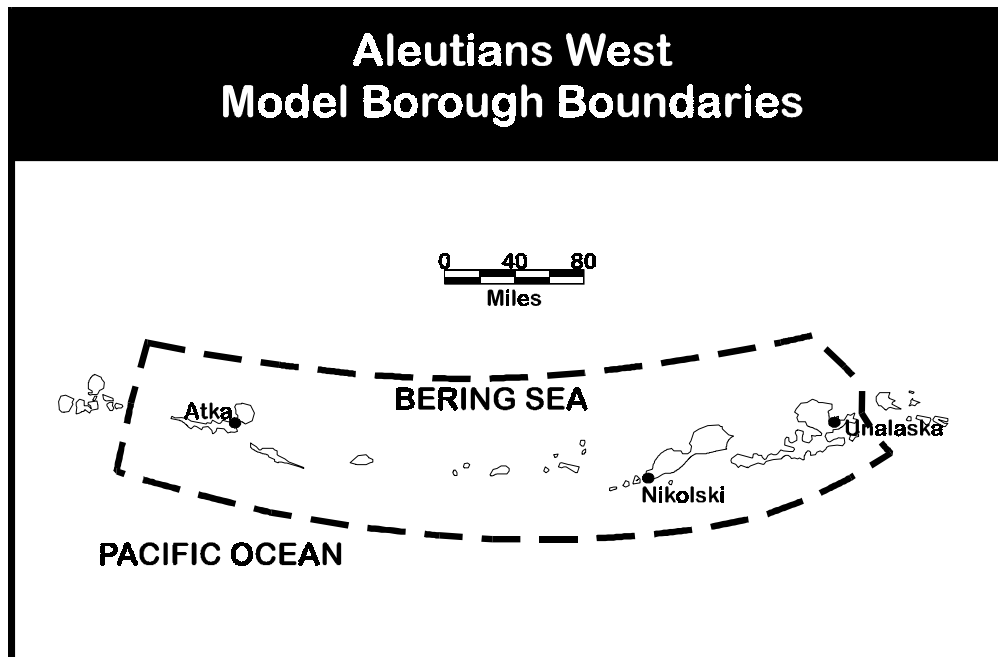 Aleutians West
Model Borough Boundaries
0 40 80
Miles
BERING SEA
Atka
Unalaska
Nikolski
PACIFIC OCEAN